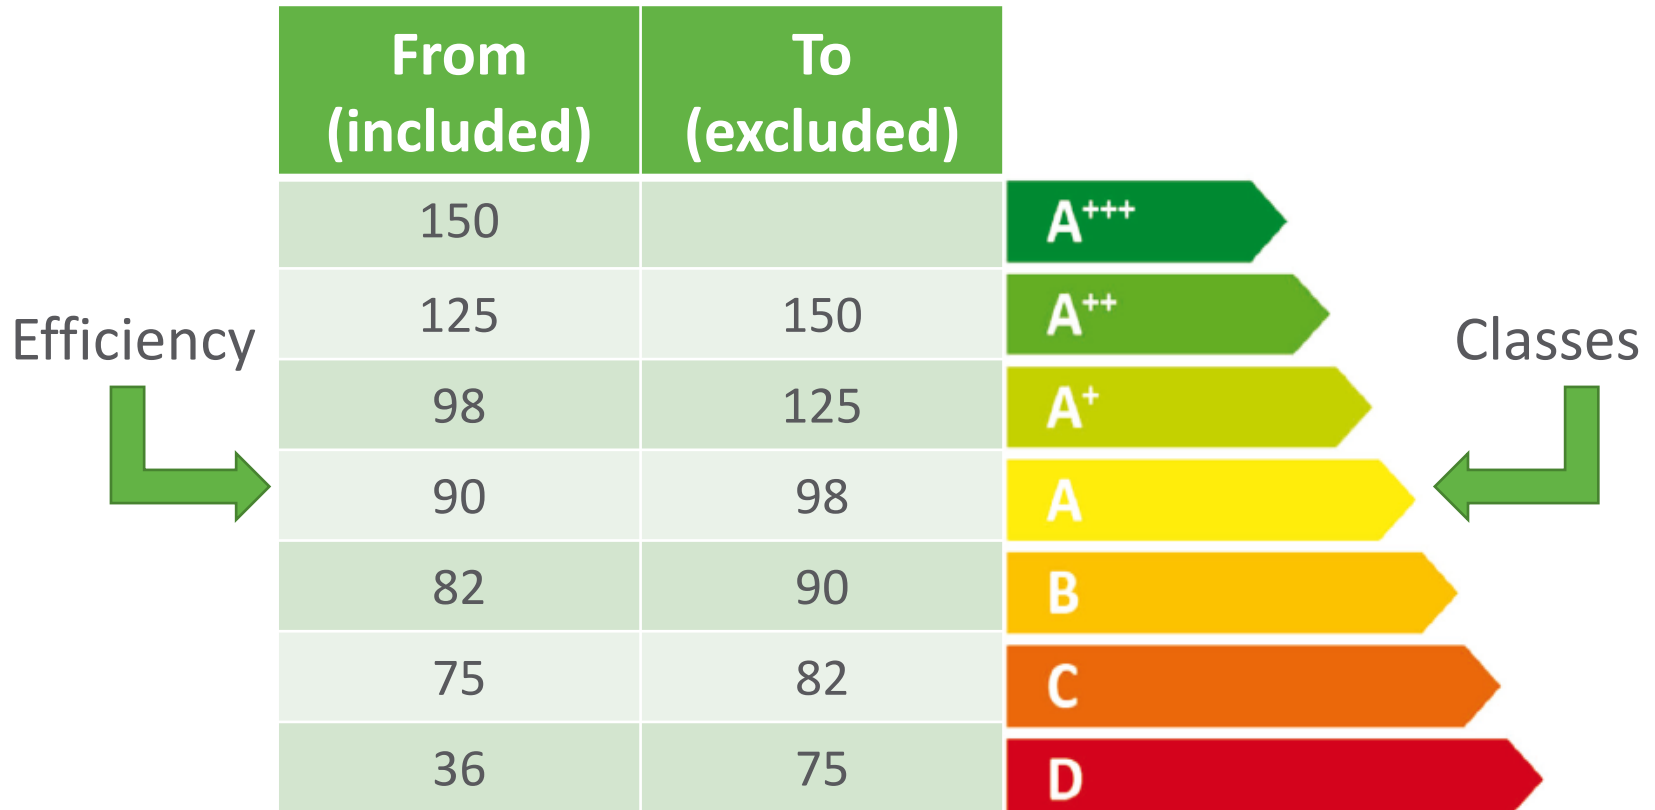 From (included)
To (excluded)
150
A+++
125
150
A++
Efficiency
Classes
98
125
A+
90
98
A
82
90
B
75
82
C
36
75
D